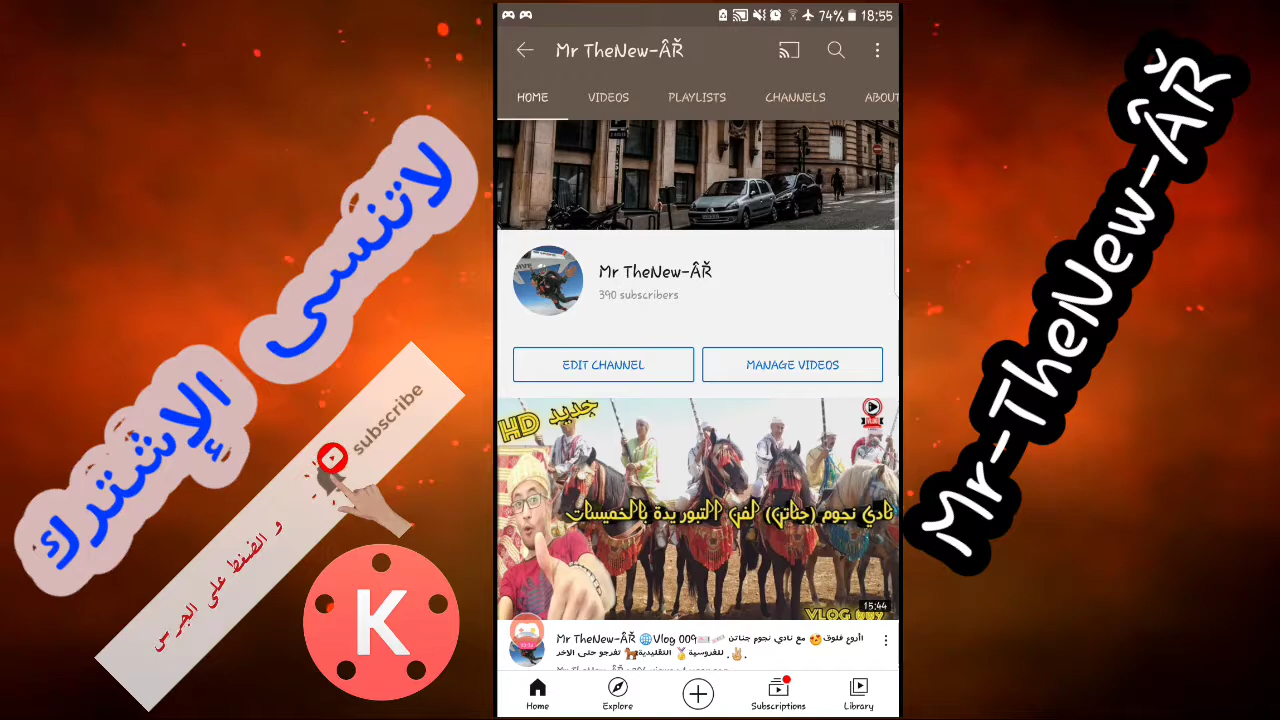 74% 18:55
Mr TheNew-ÂŘ
HOME VIDEOS PLAYLISTS CHANNELS ABOUT
Mr TheNew-ÂŘ
390 subscribers
EDIT CHANNEL MANAGE VIDEOS
HD جديد
نادي نجوم (جناتن) لفن التبوريدة بالخميسات
VLOG 009
15:44
Mr TheNew-ÂŘ 🌐Vlog 009 أروع فلوق😍 مع نادي نجوم جناتن
للفروسية🏅 التقليدية🐎 تفرجو حتى الاخر.✌.
Home Explore Subscriptions Library
لاتنسى
الإشترك
subscribe
و الضغط على الجرس
K
Mr-TheNew-ÂŘ